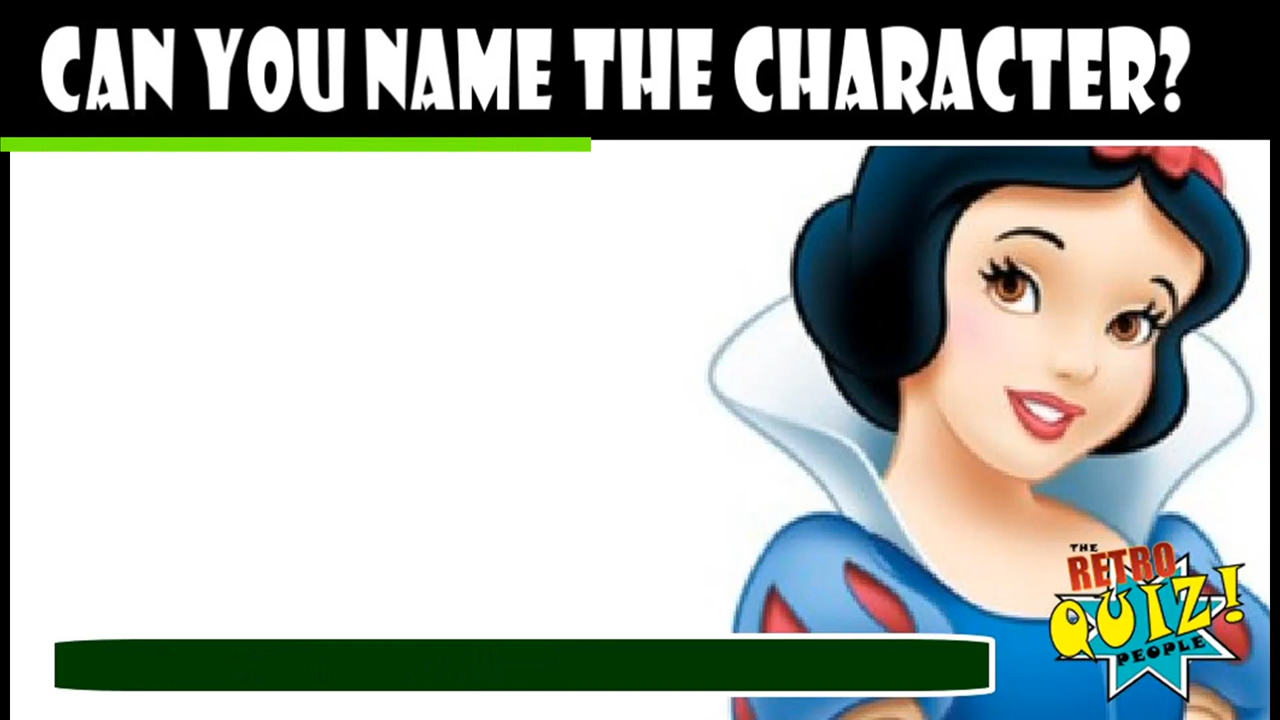 CAN YOU NAME THE CHARACTER?
THE
RETRO
QUIZ!
PEOPLE